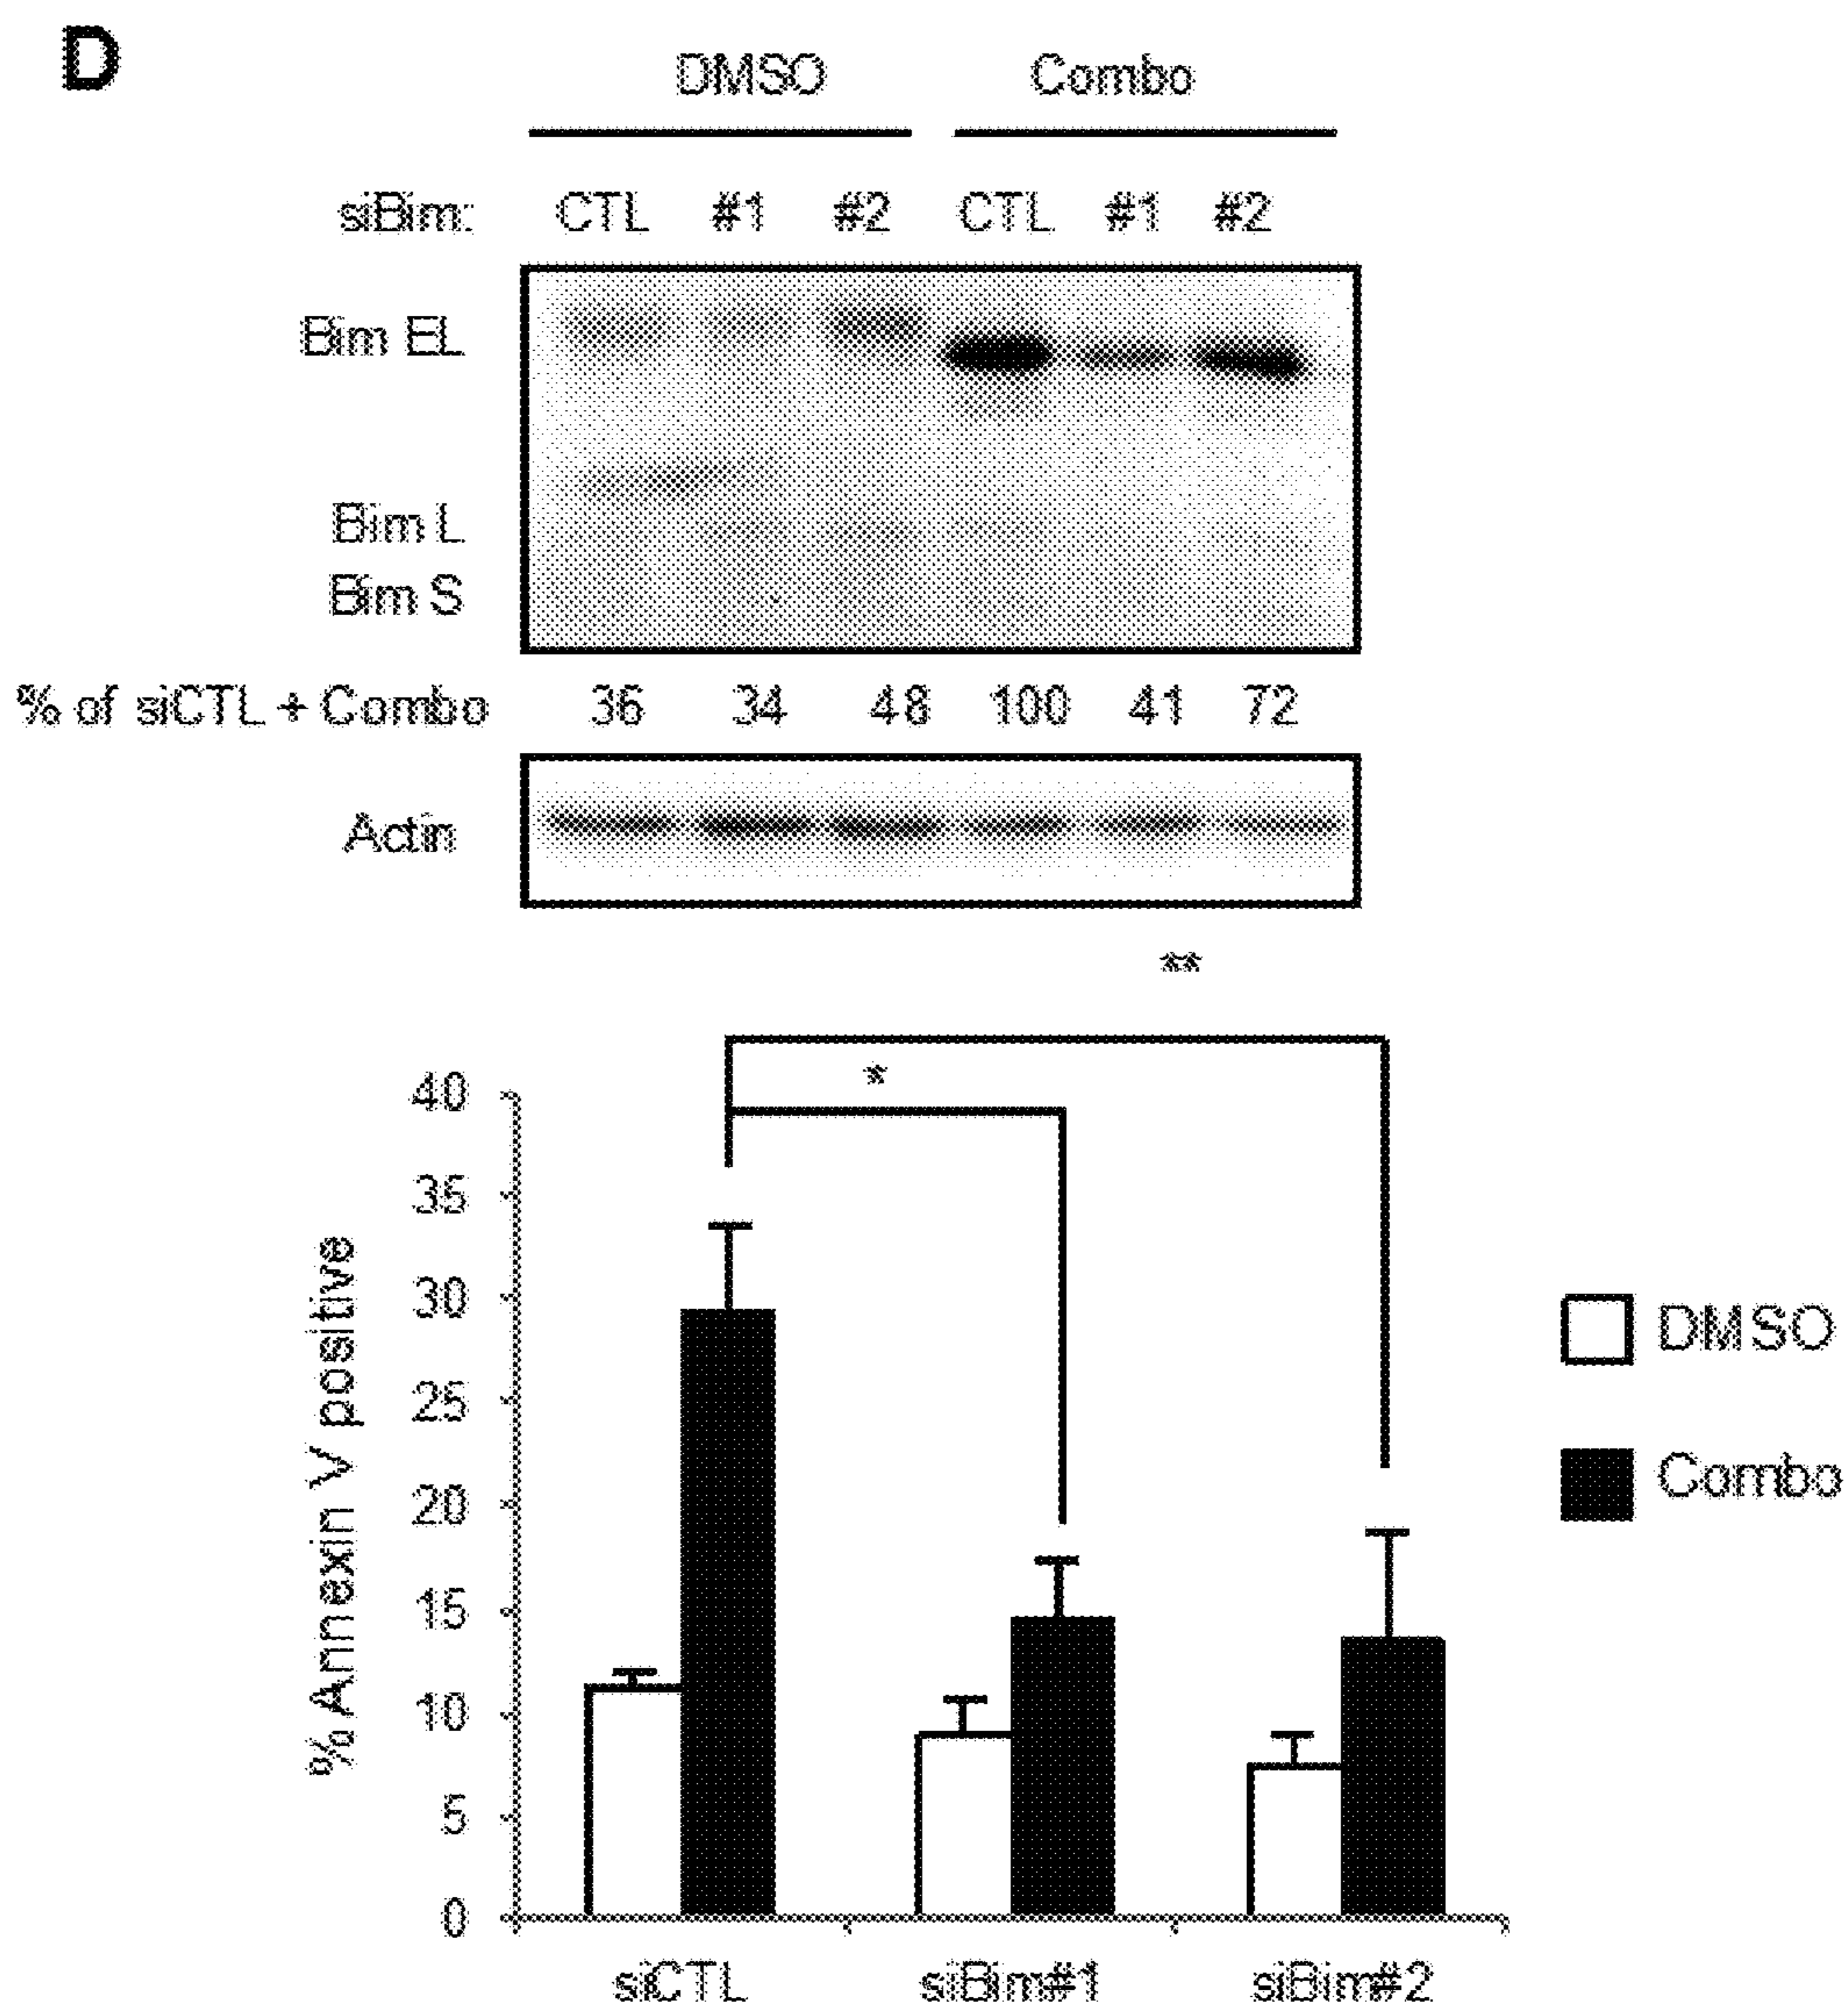 D
DMSO Combo
siBim: CTL #1 #2 CTL #1 #2
Bim EL
Bim L
Bim S
% of siCTL + Combo 36 34 48 100 41 72
Actin
**
*
40
35
30
25
20
15
10
5
0
% Annexin V positive
DMSO
Combo
siCTL siBim#1 siBim#2